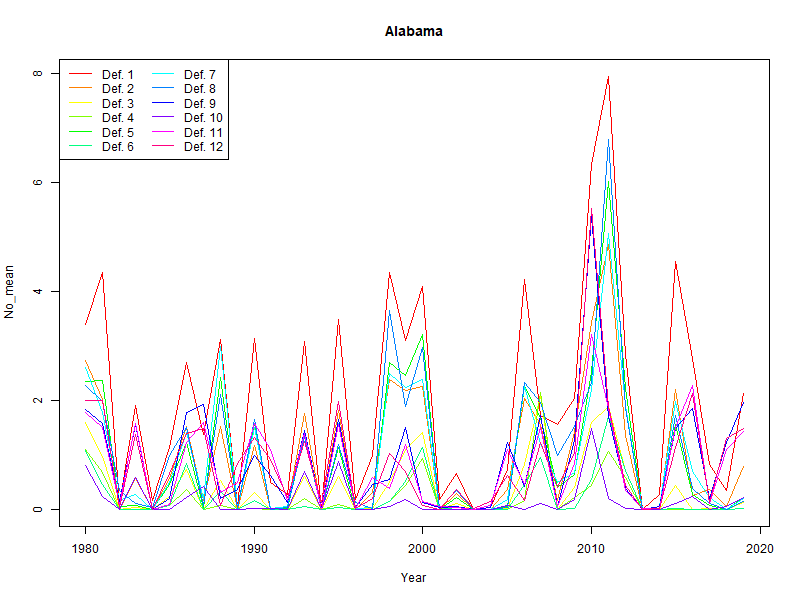 Alabama
Def. 1 Def. 7
Def. 2 Def. 8
Def. 3 Def. 9
Def. 4 Def. 10
Def. 5 Def. 11
Def. 6 Def. 12
No_mean
8
6
4
2
0
1980 1990 2000 2010 2020
Year